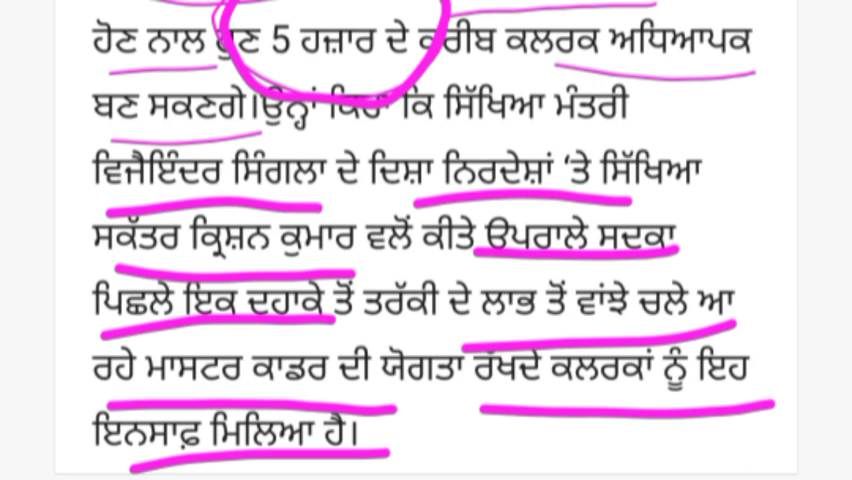 ਹੋਣ ਨਾਲ ਹੁਣ 5 ਹਜ਼ਾਰ ਦੇ ਕਰੀਬ ਕਲਰਕ ਅਧਿਆਪਕ
ਬਣ ਸਕਣਗੇ।ਉਨ੍ਹਾਂ ਕਿਹਾ ਕਿ ਸਿੱਖਿਆ ਮੰਤਰੀ
ਵਿਜੈਇੰਦਰ ਸਿੰਗਲਾ ਦੇ ਦਿਸ਼ਾ ਨਿਰਦੇਸ਼ਾਂ ‘ਤੇ ਸਿੱਖਿਆ
ਸਕੱਤਰ ਕ੍ਰਿਸ਼ਨ ਕੁਮਾਰ ਵਲੋਂ ਕੀਤੇ ਉਪਰਾਲੇ ਸਦਕਾ
ਪਿਛਲੇ ਇਕ ਦਹਾਕੇ ਤੋਂ ਤਰੱਕੀ ਦੇ ਲਾਭ ਤੋਂ ਵਾਂਝੇ ਚਲੇ ਆ
ਰਹੇ ਮਾਸਟਰ ਕਾਡਰ ਦੀ ਯੋਗਤਾ ਰੱਖਦੇ ਕਲਰਕਾਂ ਨੂੰ ਇਹ
ਇਨਸਾਫ਼ ਮਿਲਿਆ ਹੈ।